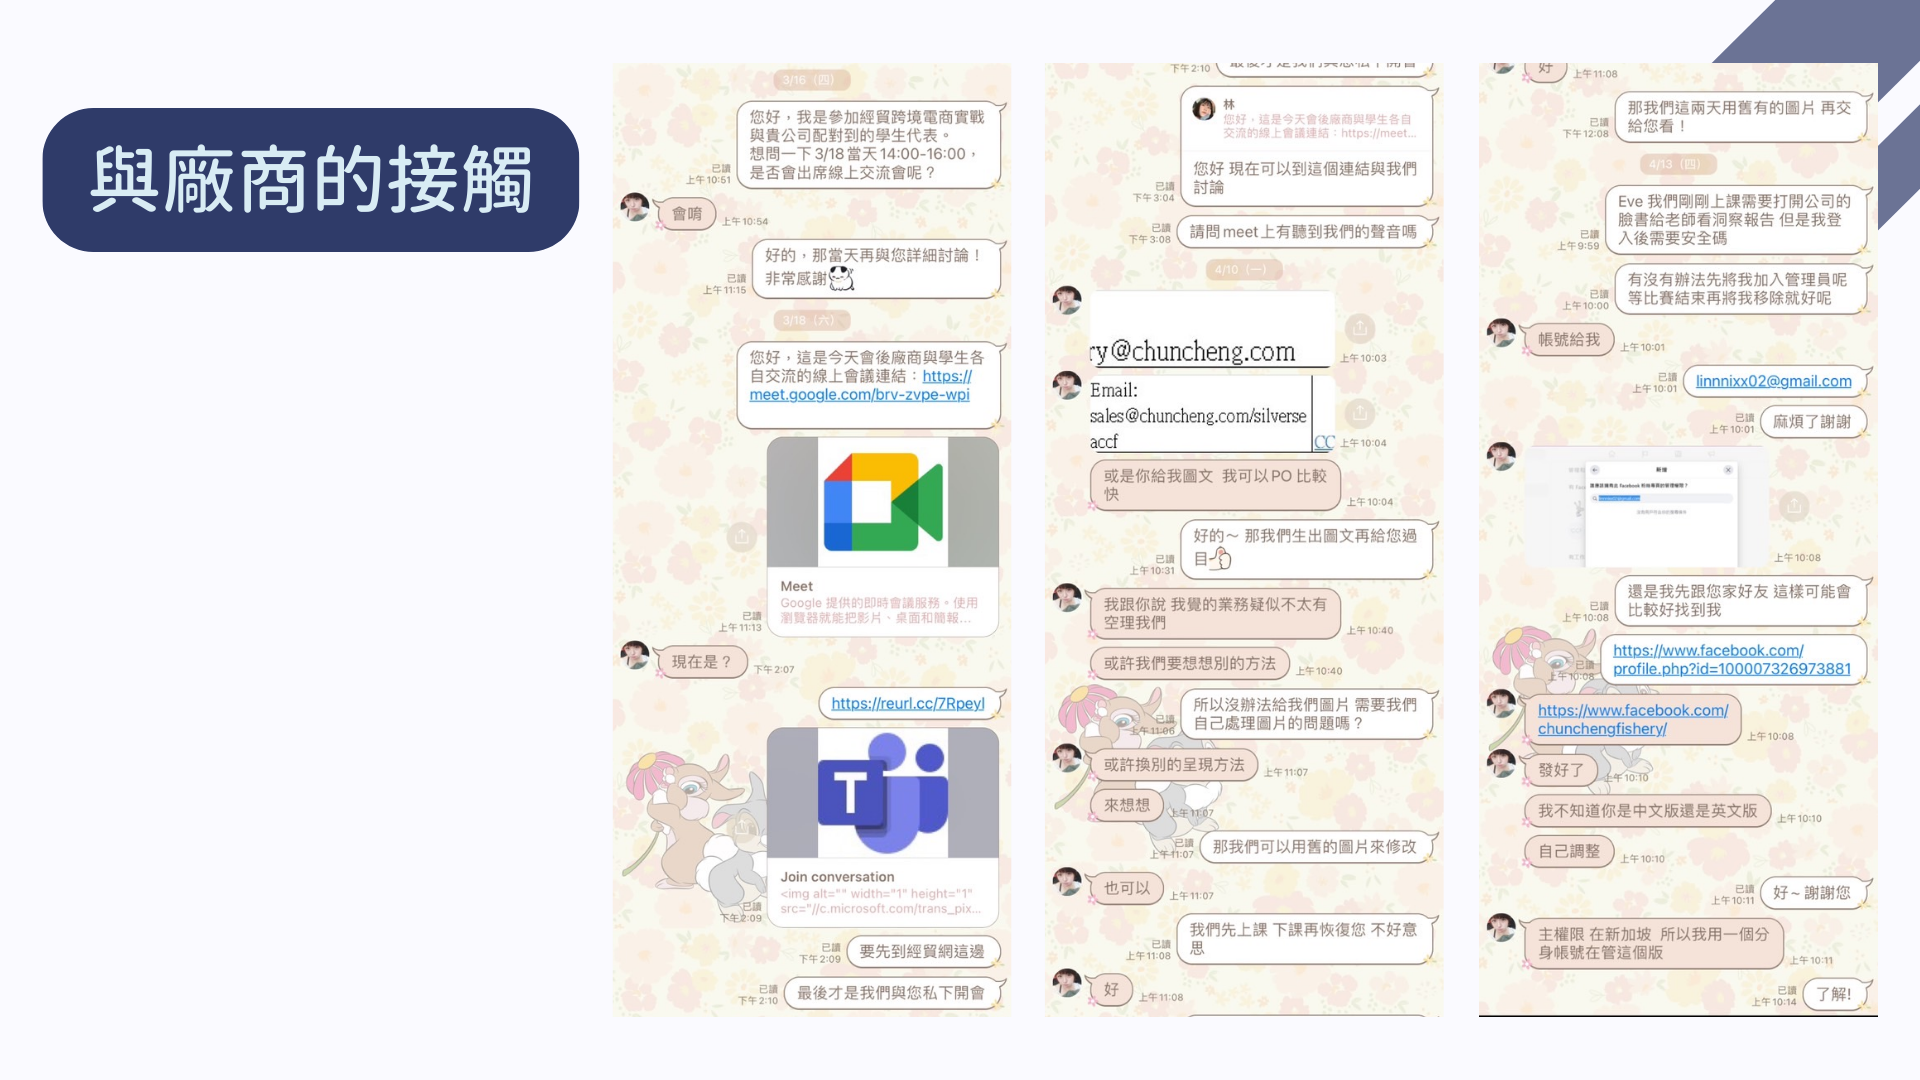 與廠商的接觸
3/16（四）
您好，我是參加經貿跨境電商實戰
與貴公司配對到的學生代表。
想問一下3/18當天14:00-16:00，
是否會出席線上交流會呢？
已讀
上午10:51
會唷
上午10:54
好的，那當天再與您詳細討論！
非常感謝
已讀
上午11:15
3/18（六）
您好，這是今天會後廠商與學生各
自交流的線上會議連結：https://
meet.google.com/brv-zvpe-wpi
Meet
Google 提供的即時會議服務。使用
瀏覽器就能把影片、桌面和簡報...
已讀
上午11:13
現在是？
下午2:07
https://reurl.cc/7Rpeyl
Join conversation
<img alt="" width="1" height="1"
src="//c.microsoft.com/trans_pix...
已讀
下午2:09
要先到經貿網這邊
已讀
下午2:09
最後才是我們與您私下開會
已讀
下午2:10
最後才是我們與您私下開會
下午2:10
林
您好，這是今天會後廠商與學生各自
交流的線上會議連結：https://meet...
您好 現在可以到這個連結與我們
討論
已讀
下午3:04
請問meet上有聽到我們的聲音嗎
已讀
下午3:08
4/10（一）
ry@chuncheng.com
上午10:03
Email:
sales@chuncheng.com/silverse
accf
CC
上午10:04
或是你給我圖文 我可以PO 比較
快
上午10:04
好的～ 那我們生出圖文再給您過
目
已讀
上午10:31
我跟你說 我覺的業務疑似不太有
空理我們
上午10:40
或許我們要想想別的方法
上午10:40
所以沒辦法給我們圖片 需要我們
自己處理圖片的問題嗎？
已讀
上午11:06
或許換別的呈現方法
上午11:07
來想想
上午11:07
那我們可以用舊的圖片來修改
已讀
上午11:07
也可以
上午11:07
我們先上課 下課再恢復您 不好意
思
已讀
上午11:08
好
上午11:08
好
上午11:08
那我們這兩天用舊有的圖片 再交
給您看！
已讀
下午12:08
4/13（四）
Eve 我們剛剛上課需要打開公司的
臉書給老師看洞察報告 但是我登
入後需要安全碼
已讀
上午9:59
有沒有辦法先將我加入管理員呢
等比賽結束再將我移除就好呢
已讀
上午10:00
帳號給我
上午10:01
linnnixx02@gmail.com
已讀
上午10:01
麻煩了謝謝
已讀
上午10:01
上午10:08
還是我先跟您家好友 這樣可能會
比較好找到我
已讀
上午10:08
https://www.facebook.com/
profile.php?id=100007326973881
已讀
上午10:08
https://www.facebook.com/
chunchengfishery/
上午10:08
發好了
上午10:10
我不知道你是中文版還是英文版
上午10:10
自己調整
上午10:10
好～謝謝您
已讀
上午10:11
主權限 在新加坡 所以我用一個分
身帳號在管這個版
上午10:11
了解!
已讀
上午10:14